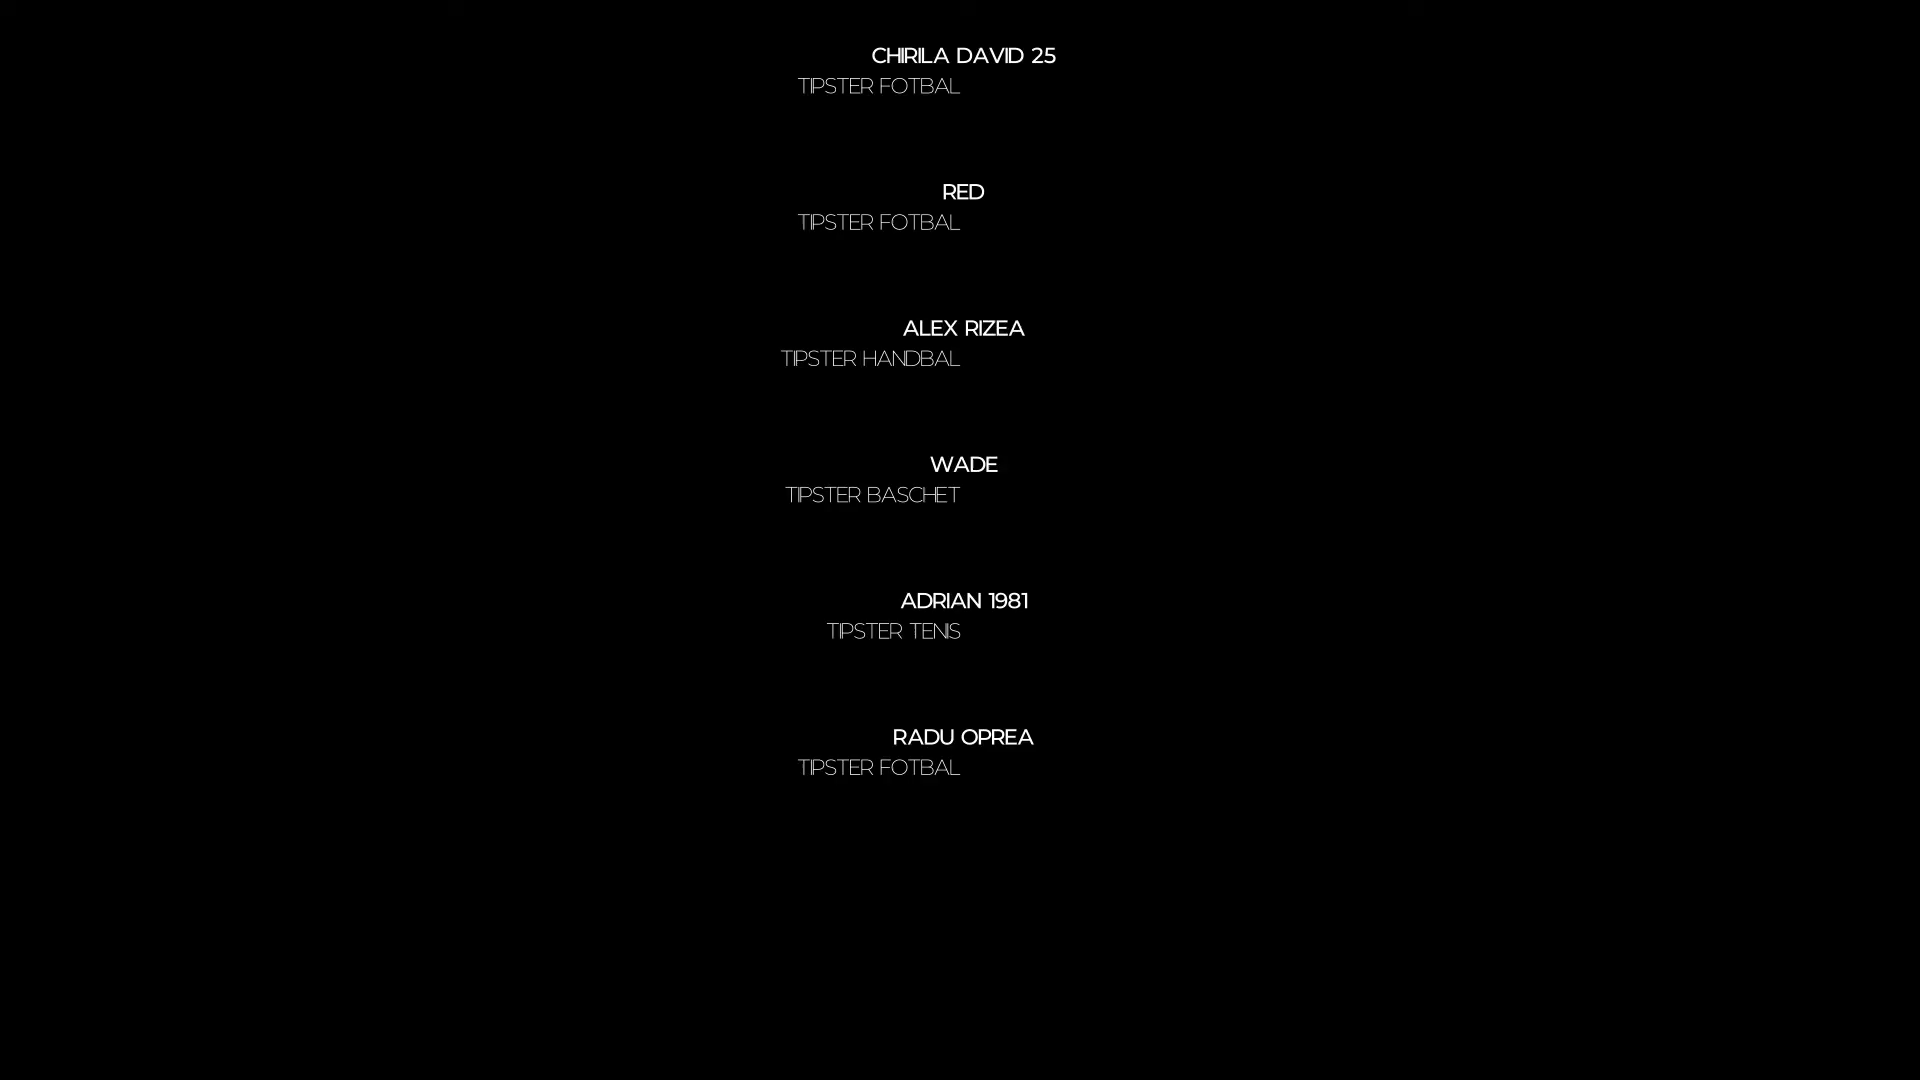 CHIRILA DAVID 25
TIPSTER FOTBAL
RED
TIPSTER FOTBAL
ALEX RIZEA
TIPSTER HANDBAL
WADE
TIPSTER BASCHET
ADRIAN 1981
TIPSTER TENIS
RADU OPREA
TIPSTER FOTBAL